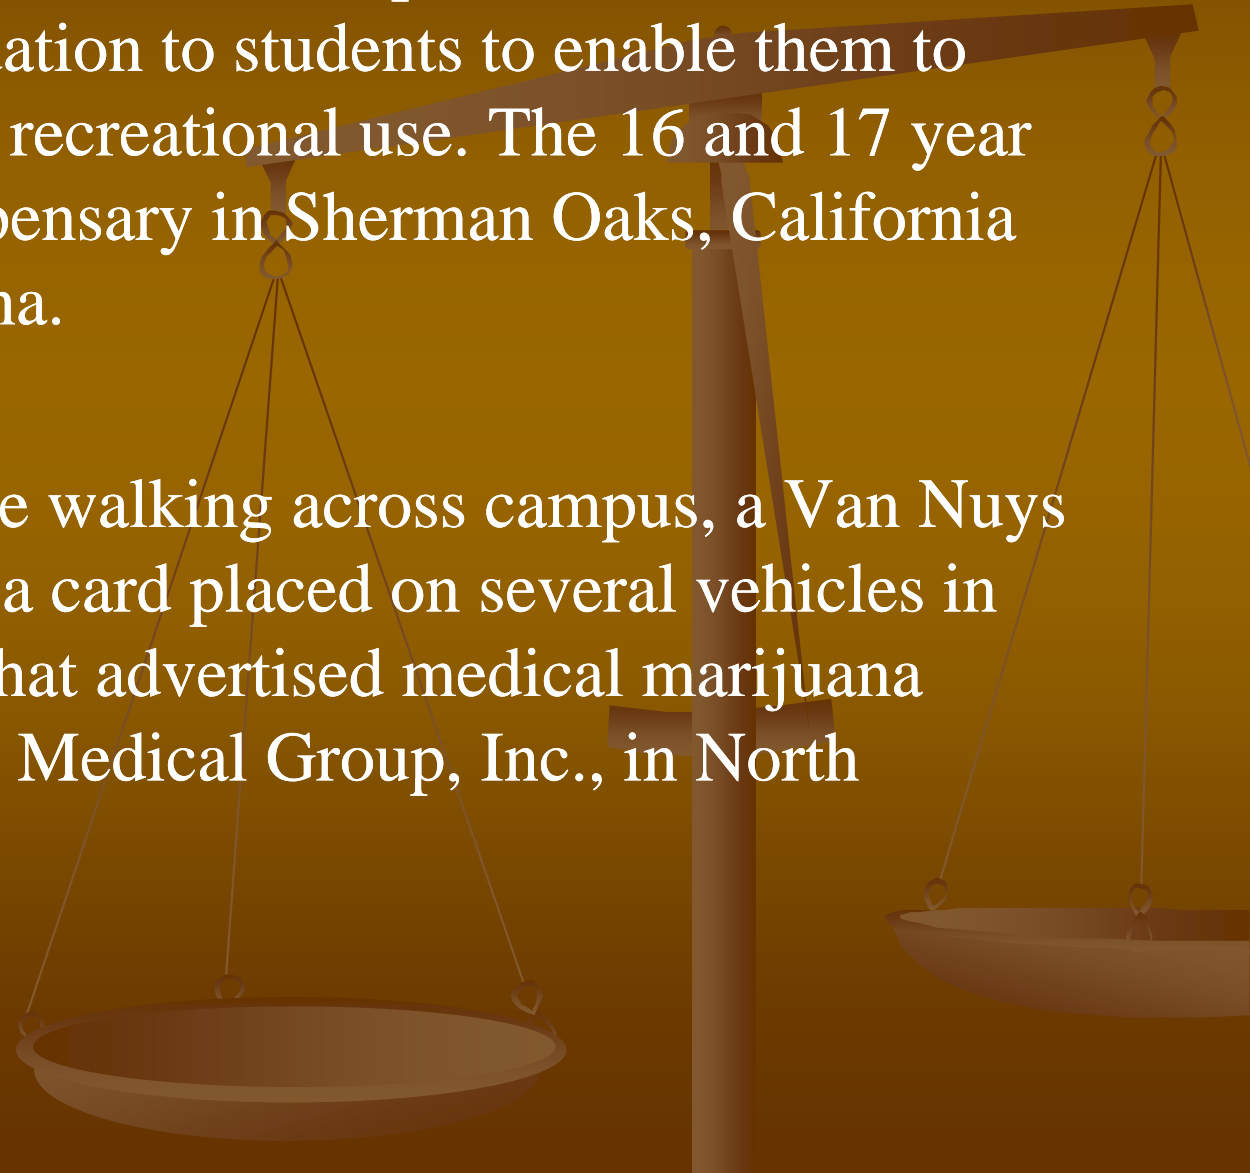 ation to students to enable them to
recreational use. The 16 and 17 year
pensary in Sherman Oaks, California
na.
e walking across campus, a Van Nuys
a card placed on several vehicles in
hat advertised medical marijuana
Medical Group, Inc., in North